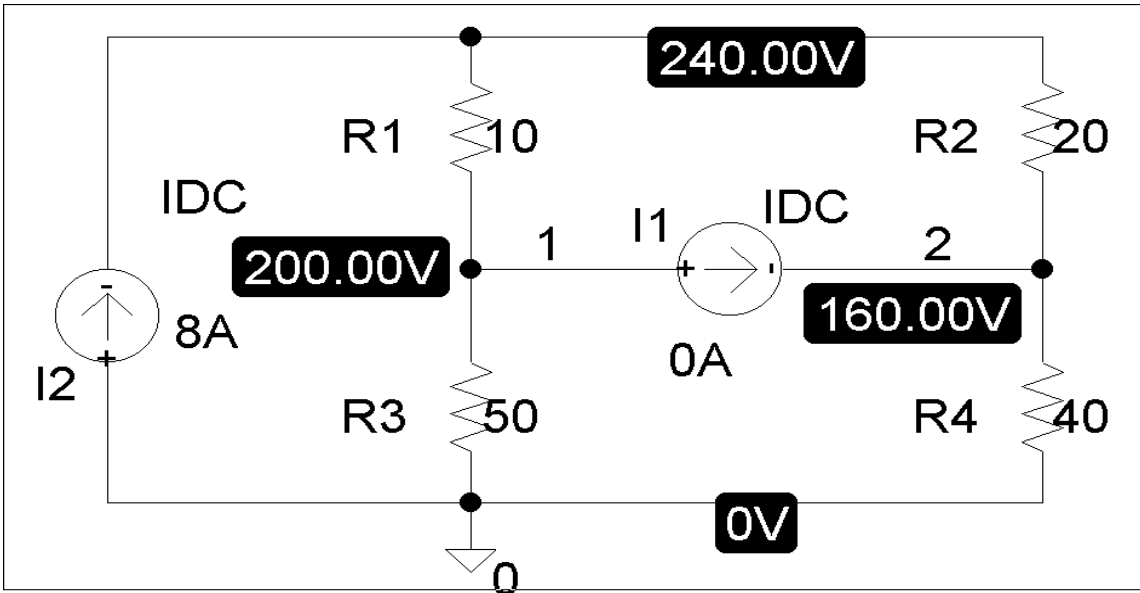 240.00V
R1
10
R2
20
IDC
I1
IDC
1
2
200.00V
-
+
-
160.00V
8A
+
0A
I2
R3
50
R4
40
0V
0